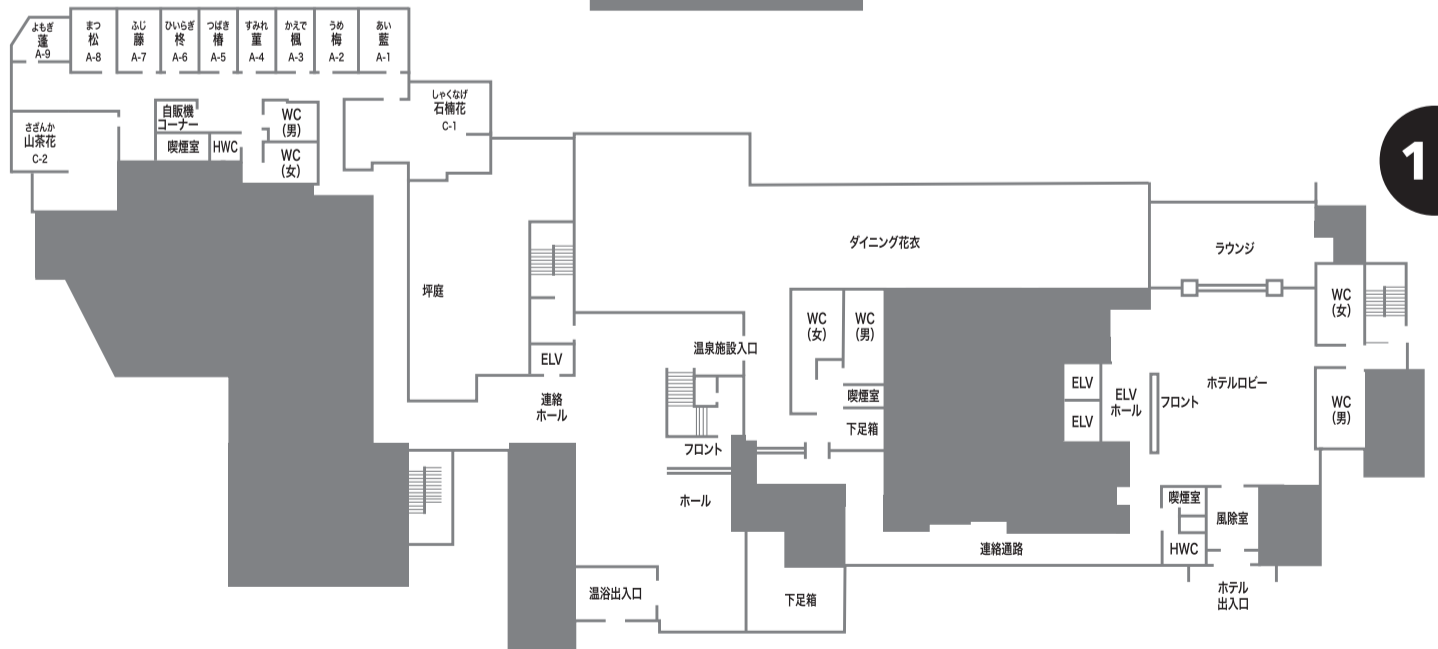 よもぎ
蓬
A-9
まつ
松
A-8
ふじ
藤
A-7
ひいらぎ
柊
A-6
つばき
椿
A-5
すみれ
菫
A-4
かえで
楓
A-3
うめ
梅
A-2
あい
藍
A-1
しゃくなげ
石楠花
C-1
さざんか
山茶花
C-2
自販機
コーナー
喫煙室
HWC
WC
(男)
WC
(女)
坪庭
ELV
連絡
ホール
ダイニング花衣
ラウンジ
1
温泉施設入口
WC
(女)
WC
(男)
喫煙室
下足箱
フロント
ホール
ELV
ELV
ELV
ホール
フロント
ホテルロビー
WC
(女)
WC
(男)
喫煙室
HWC
風除室
連絡通路
温浴出入口
下足箱
ホテル
出入口